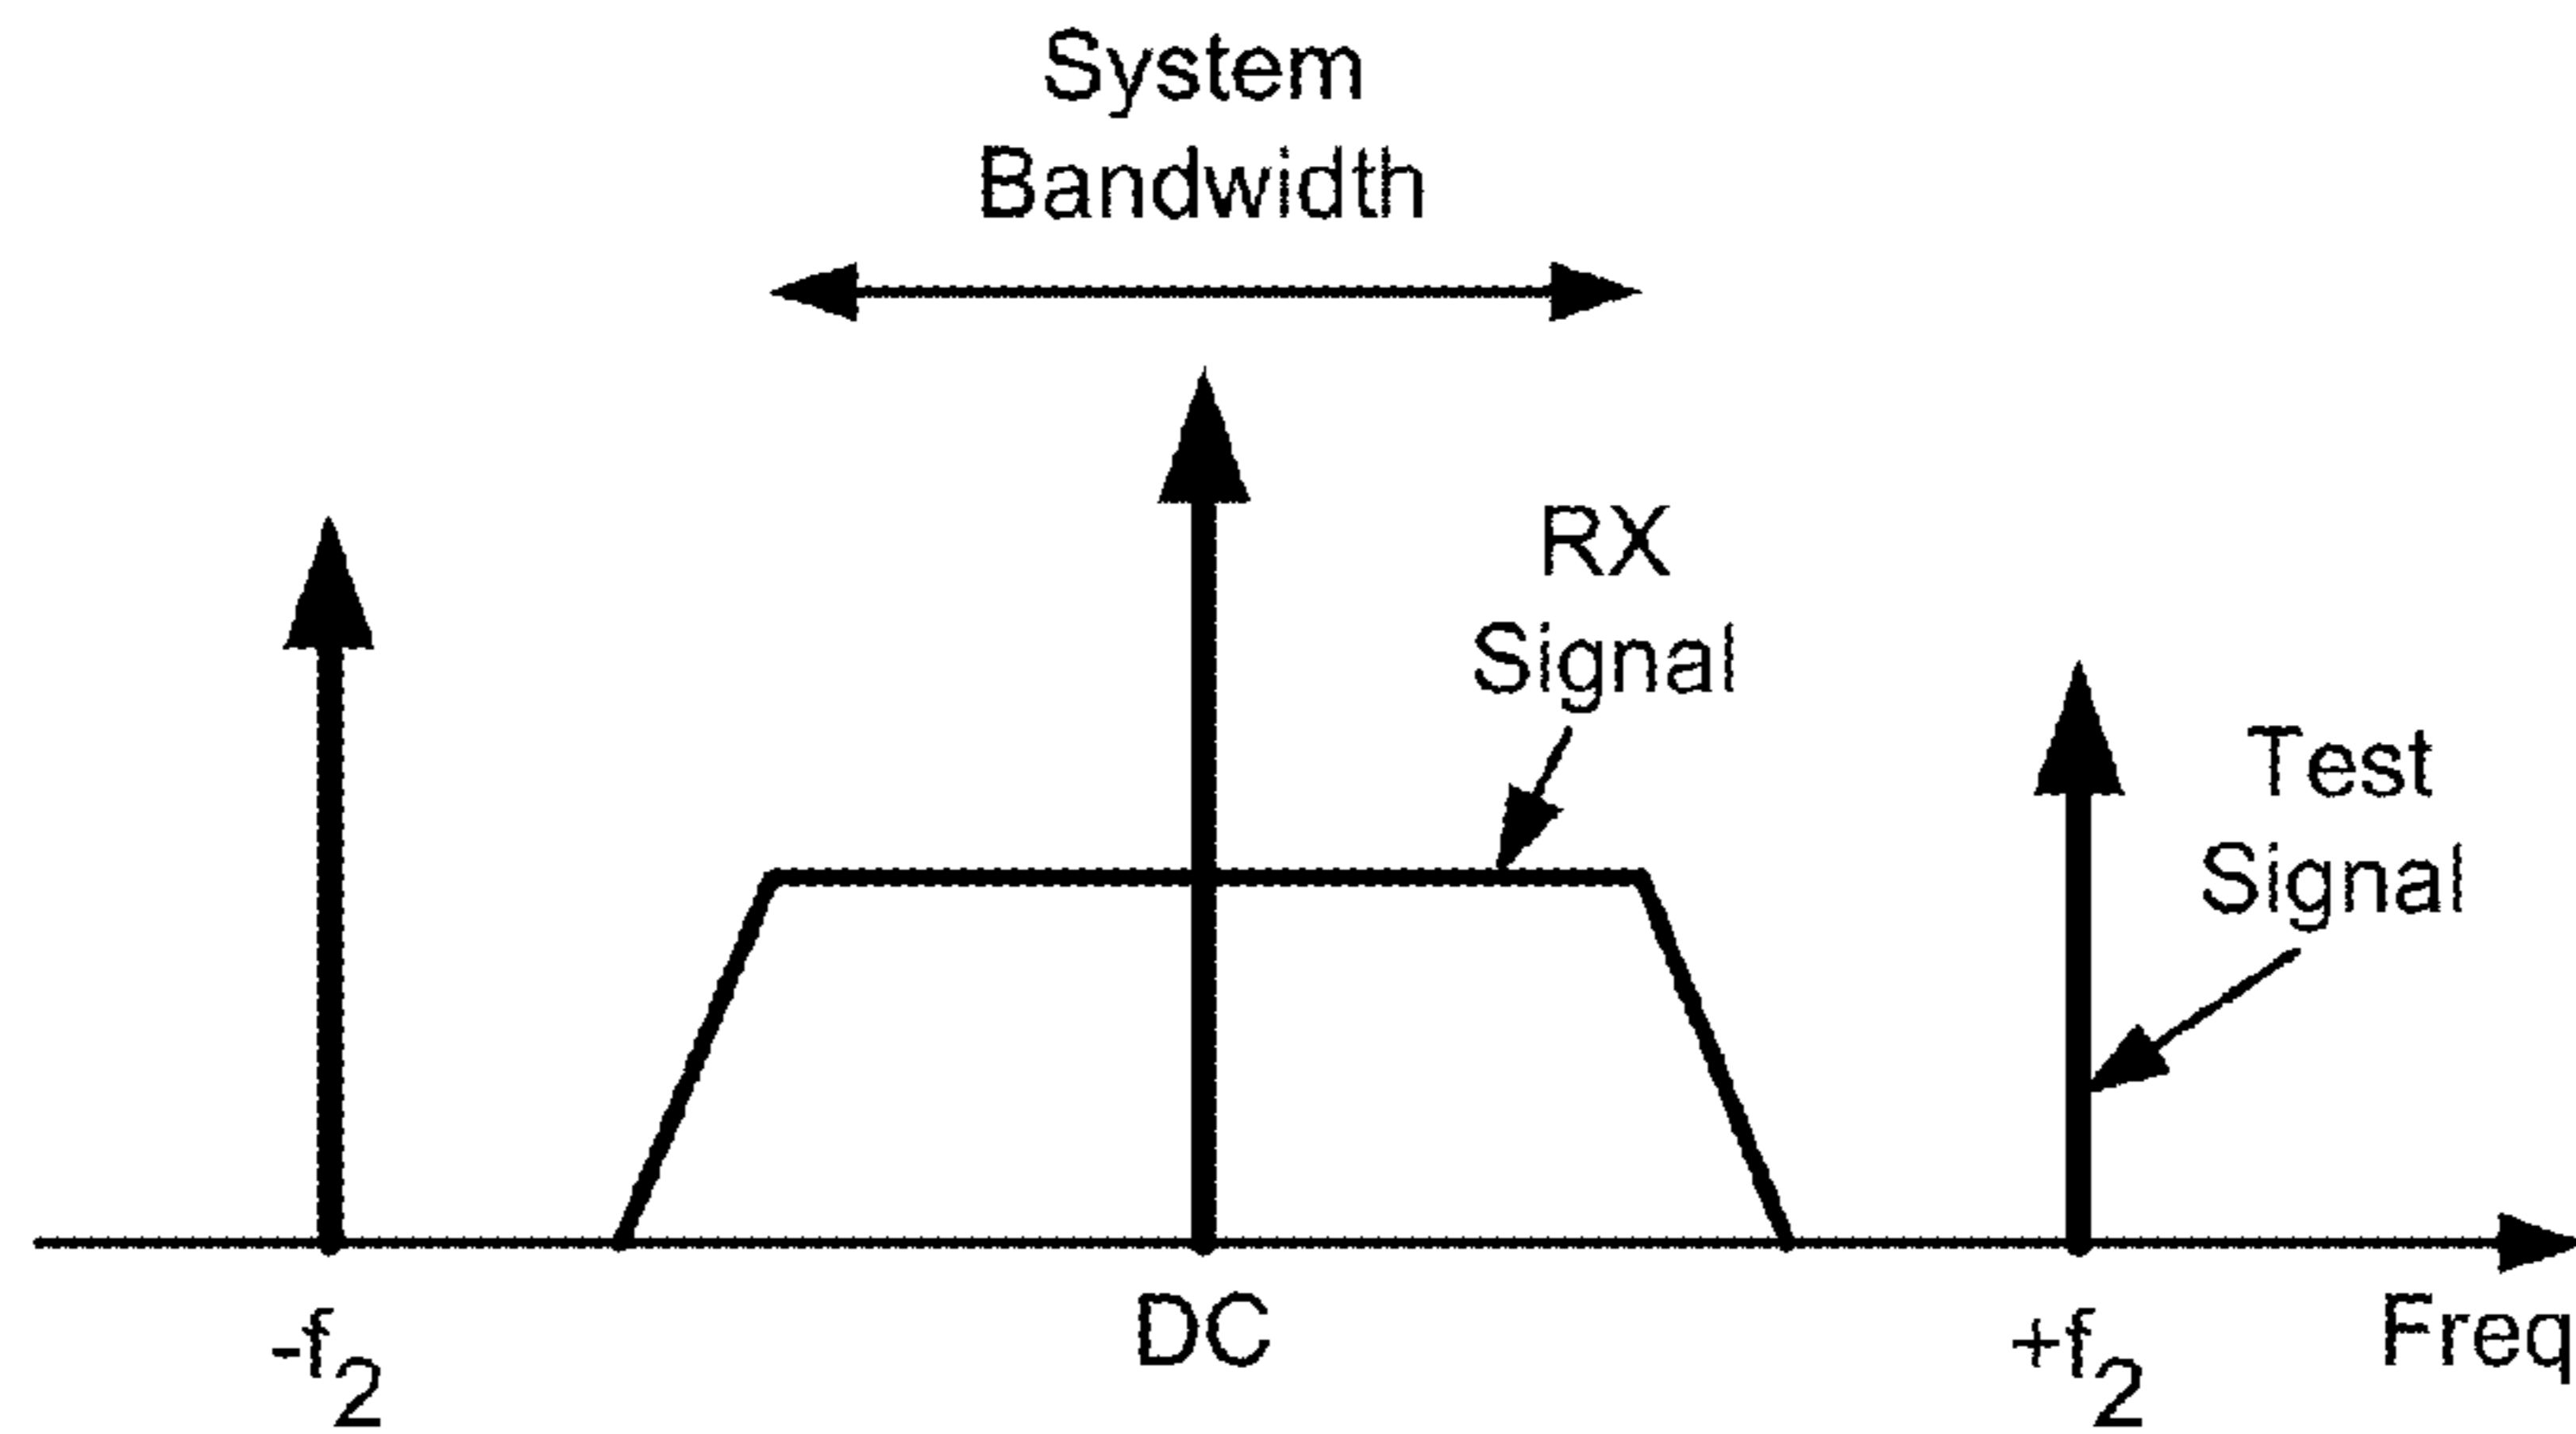 System
Bandwidth
RX
Signal
Test
Signal
-f2
DC
+f2
Freq